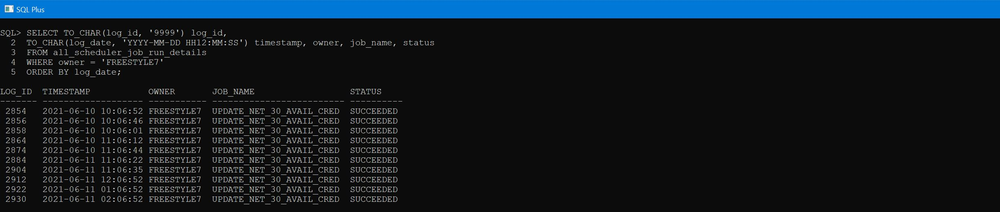 SQL Plus
SQL> SELECT TO_CHAR(log_id, '9999') log_id,
  2  TO_CHAR(log_date, 'YYYY-MM-DD HH12:MM:SS') timestamp, owner, job_name, status
  3  FROM all_scheduler_job_run_details
  4  WHERE owner = 'FREESTYLE7'
  5  ORDER BY log_date;
LOG_ID  TIMESTAMP           OWNER       JOB_NAME                  STATUS
------- ------------------- ----------- ------------------------- ----------
 2854   2021-06-10 10:06:52 FREESTYLE7  UPDATE_NET_30_AVAIL_CRED  SUCCEEDED
 2856   2021-06-10 10:06:46 FREESTYLE7  UPDATE_NET_30_AVAIL_CRED  SUCCEEDED
 2858   2021-06-10 10:06:01 FREESTYLE7  UPDATE_NET_30_AVAIL_CRED  SUCCEEDED
 2864   2021-06-10 11:06:12 FREESTYLE7  UPDATE_NET_30_AVAIL_CRED  SUCCEEDED
 2874   2021-06-10 11:06:44 FREESTYLE7  UPDATE_NET_30_AVAIL_CRED  SUCCEEDED
 2884   2021-06-11 11:06:22 FREESTYLE7  UPDATE_NET_30_AVAIL_CRED  SUCCEEDED
 2904   2021-06-11 11:06:35 FREESTYLE7  UPDATE_NET_30_AVAIL_CRED  SUCCEEDED
 2912   2021-06-11 12:06:52 FREESTYLE7  UPDATE_NET_30_AVAIL_CRED  SUCCEEDED
 2922   2021-06-11 01:06:52 FREESTYLE7  UPDATE_NET_30_AVAIL_CRED  SUCCEEDED
 2930   2021-06-11 02:06:52 FREESTYLE7  UPDATE_NET_30_AVAIL_CRED  SUCCEEDED